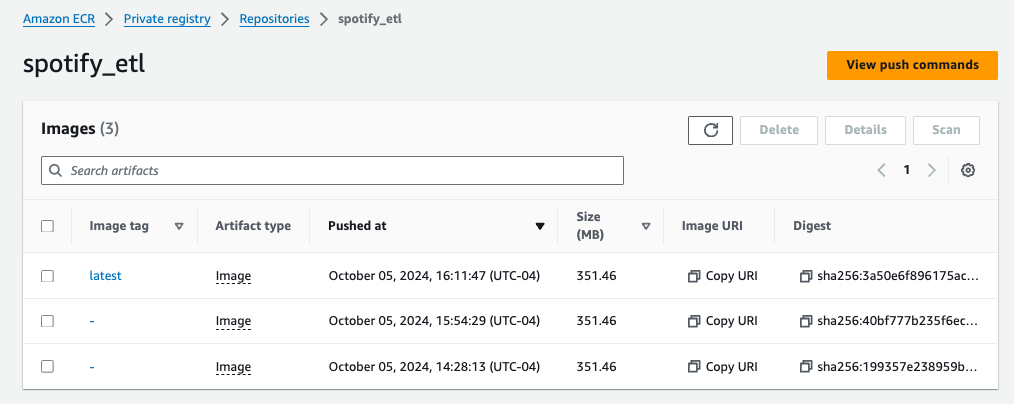 Amazon ECR > Private registry > Repositories > spotify_etl
spotify_etl
View push commands
Images (3)
Delete Details Scan
Search artifacts
1
Image tag Artifact type Pushed at Size (MB) Image URI Digest
latest Image October 05, 2024, 16:11:47 (UTC-04) 351.46 Copy URI sha256:3a50e6f896175ac...
- Image October 05, 2024, 15:54:29 (UTC-04) 351.46 Copy URI sha256:40bf777b235f6ec...
- Image October 05, 2024, 14:28:13 (UTC-04) 351.46 Copy URI sha256:199357e238959b...